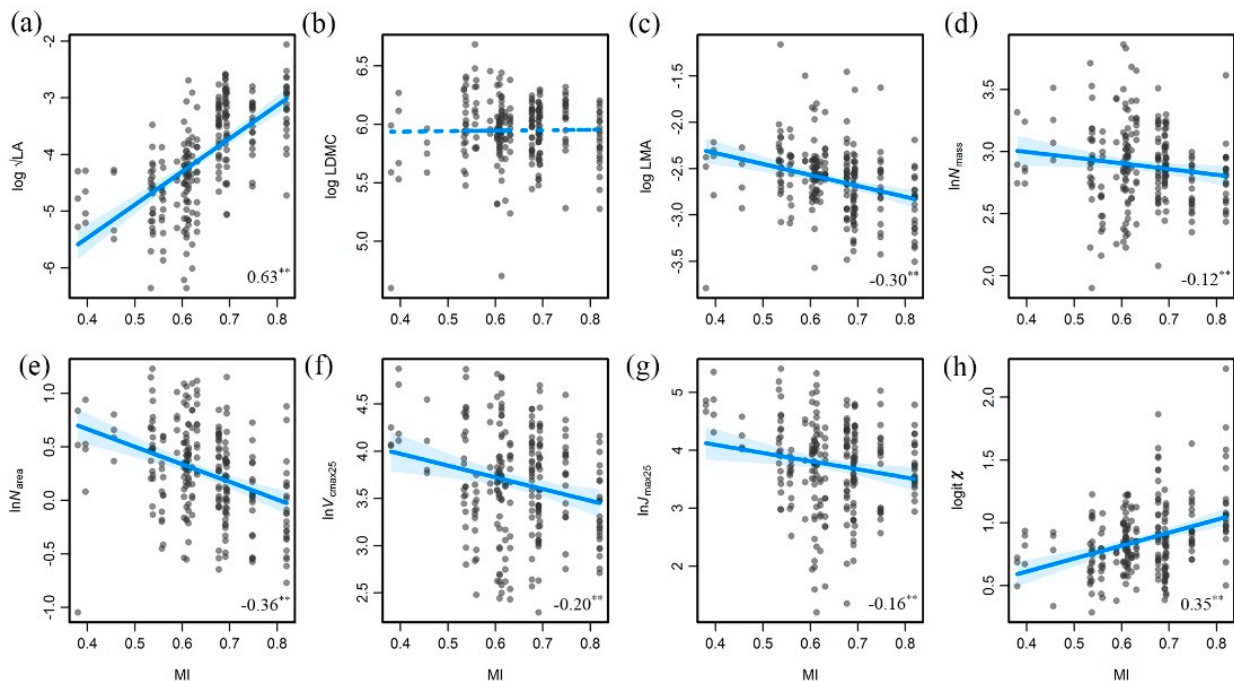 (a) (b) (c) (d)
-2 -3 -4 -5 -6
log √LA
0.63**
0.4 0.5 0.6 0.7 0.8
6.5 6.0 5.5 5.0
log LDMC
0.4 0.5 0.6 0.7 0.8
-1.5 -2.0 -2.5 -3.0 -3.5
log LMA
-0.30**
0.4 0.5 0.6 0.7 0.8
3.5 3.0 2.5 2.0
lnNmass
-0.12**
0.4 0.5 0.6 0.7 0.8
(e) (f) (g) (h)
1.0 0.5 0.0 -0.5 -1.0
lnNarea
-0.36**
0.4 0.5 0.6 0.7 0.8
MI
4.5 4.0 3.5 3.0 2.5
lnVcmax25
-0.20**
0.4 0.5 0.6 0.7 0.8
MI
5 4 3 2
lnJmax25
-0.16**
0.4 0.5 0.6 0.7 0.8
MI
2.0 1.5 1.0 0.5
logit χ
0.35**
0.4 0.5 0.6 0.7 0.8
MI